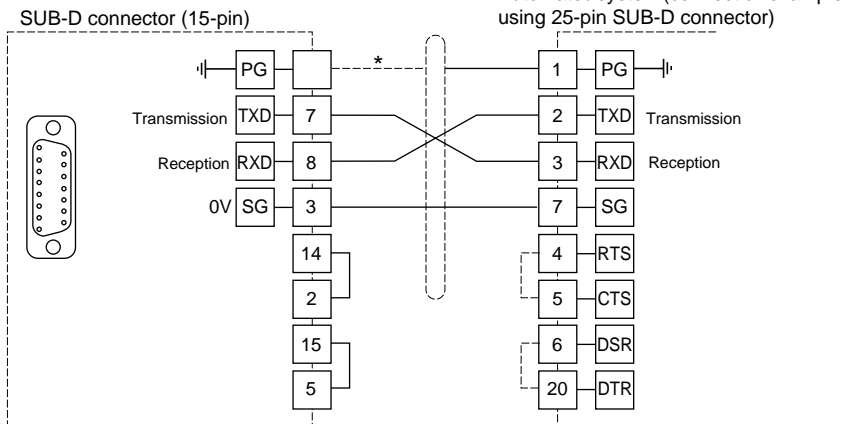 SUB-D connector (15-pin)
using 25-pin SUB-D connector)
PG * 1 PG
Transmission TXD 7 2 TXD Transmission
Reception RXD 8 3 RXD Reception
0V SG 3 7 SG
14 4 RTS
2 5 CTS
15 6 DSR
5 20 DTR